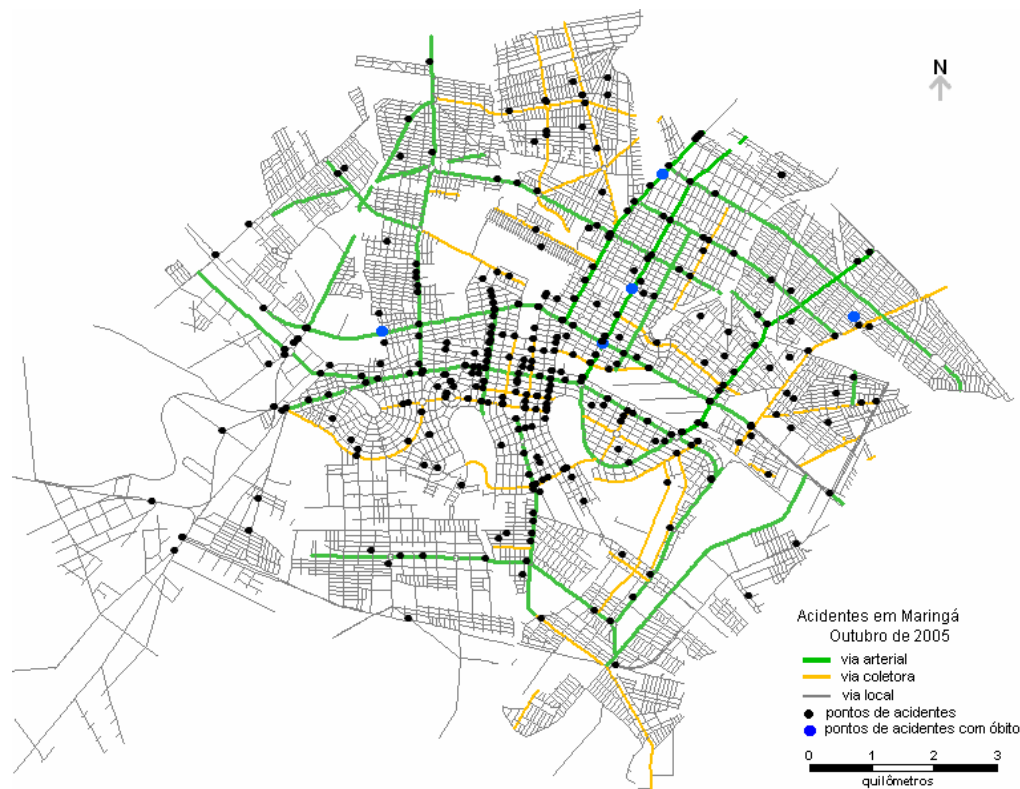 N
Acidentes em Maringá
Outubro de 2005
via arterial
via coletora
via local
pontos de acidentes
pontos de acidentes com óbito
0 1 2 3
quilômetros